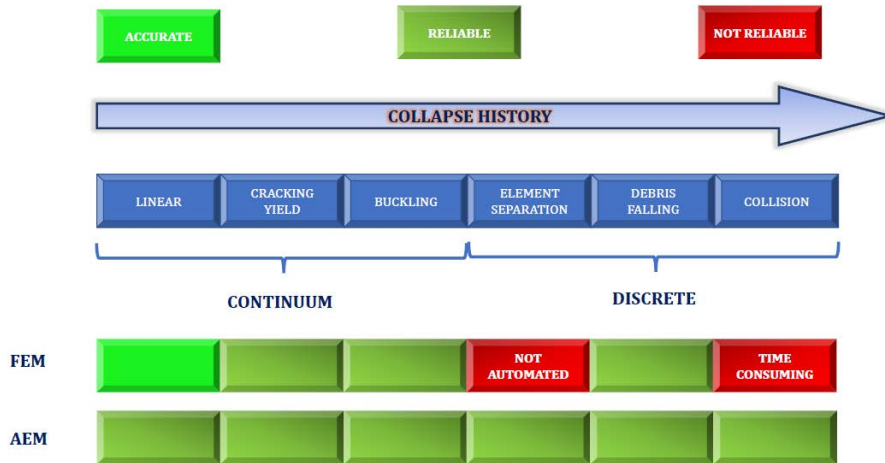 ACCURATE
RELIABLE
NOT RELIABLE
COLLAPSE HISTORY
LINEAR
CRACKING
YIELD
BUCKLING
ELEMENT
SEPARATION
DEBRIS
FALLING
COLLISION
CONTINUUM
DISCRETE
FEM
NOT
AUTOMATED
TIME
CONSUMING
AEM